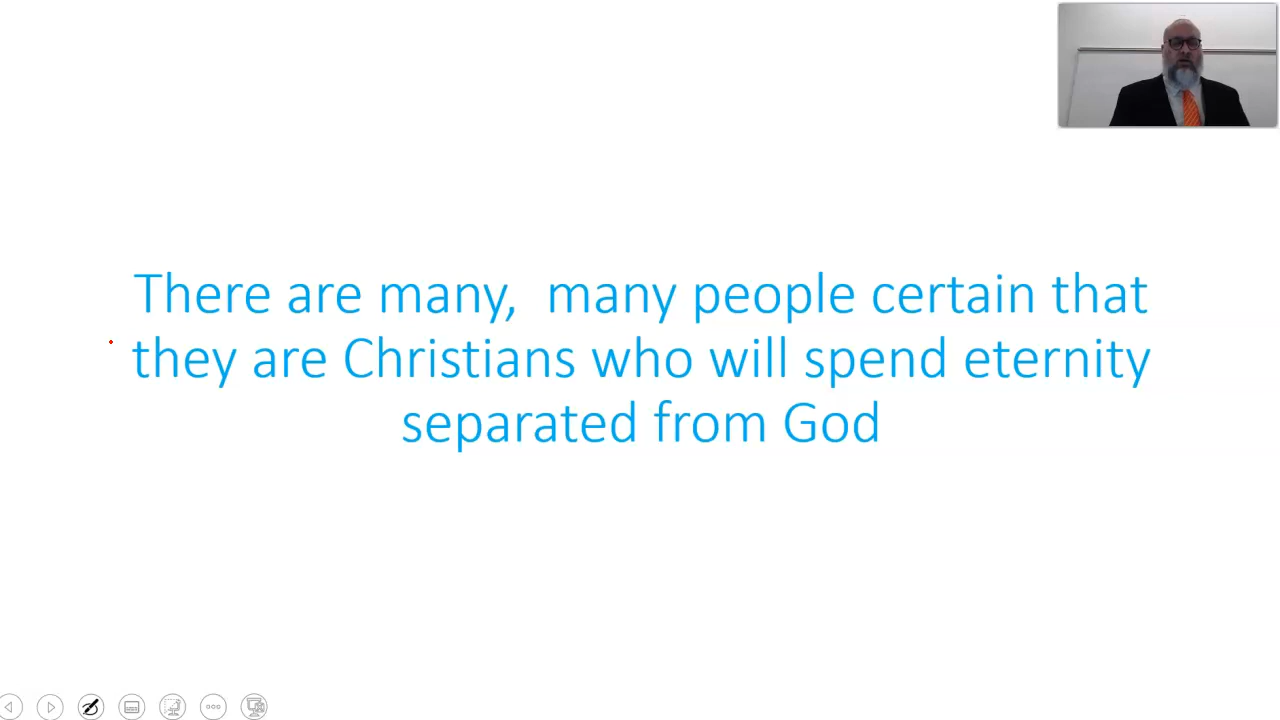 There are many,  many people certain that
they are Christians who will spend eternity
separated from God